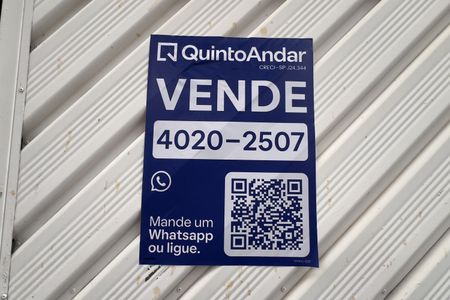 QuintoAndar
CRECI-SP J24.344
VENDE
4020-2507
Mande um
Whatsapp
ou ligue.